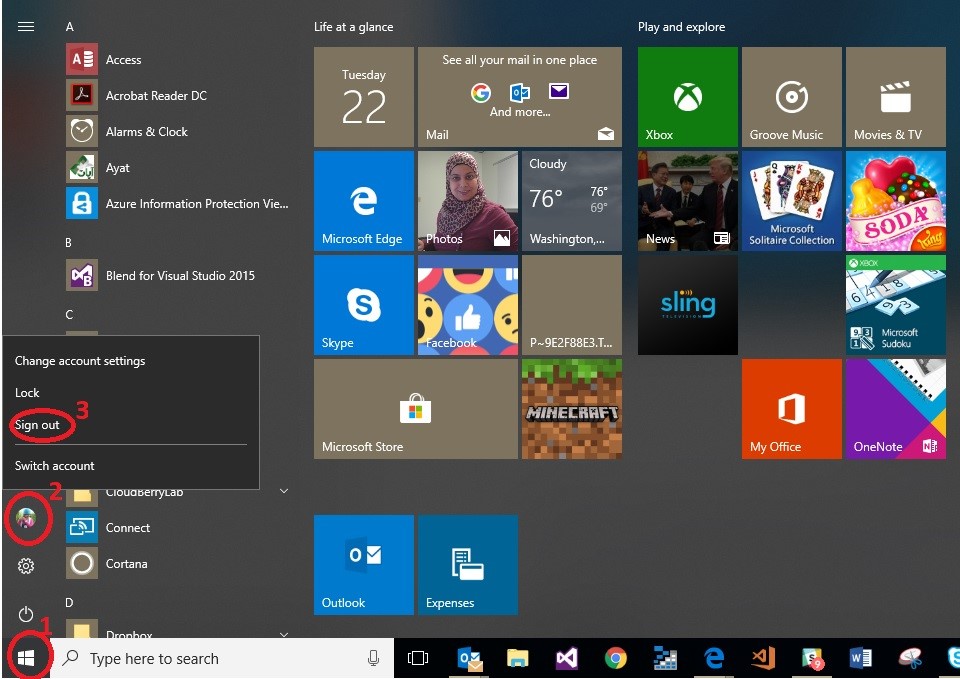 A
Access
Acrobat Reader DC
Alarms & Clock
Ayat
Azure Information Protection Vie...
B
Blend for Visual Studio 2015
C
Change account settings
Lock
Sign out
3
Switch account
2
CloudBerryLab
Connect
Cortana
D
Dropbox
1
Type here to search
Life at a glance
Tuesday
22
See all your mail in one place
And more...
Mail
Microsoft Edge
Photos
Cloudy
76°
76°
69°
Washington,...
Skype
Facebook
P~9E2F88E3.T...
Microsoft Store
MINECRAFT
Outlook
Expenses
Play and explore
Xbox
Groove Music
Movies & TV
News
Microsoft
Solitaire Collection
SODA
King
sling
TELEVISION
XBOX
Microsoft
Sudoku
My Office
OneNote
9